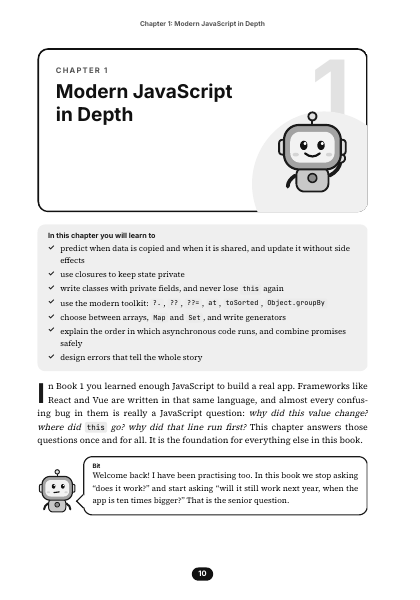 Chapter 1: Modern JavaScript in Depth
CHAPTER 1
1
Modern JavaScript
in Depth
In this chapter you will learn to
✓ predict when data is copied and when it is shared, and update it without side
effects
✓ use closures to keep state private
✓ write classes with private fields, and never lose this again
✓ use the modern toolkit: ?. , ?? , ??= , at , toSorted , Object.groupBy
✓ choose between arrays, Map and Set , and write generators
✓ explain the order in which asynchronous code runs, and combine promises
safely
✓ design errors that tell the whole story
In Book 1 you learned enough JavaScript to build a real app. Frameworks like
React and Vue are written in that same language, and almost every confus-
ing bug in them is really a JavaScript question: why did this value change?
where did this go? why did that line run first? This chapter answers those
questions once and for all. It is the foundation for everything else in this book.
Bit
Welcome back! I have been practising too. In this book we stop asking
“does it work?” and start asking “will it still work next year, when the
app is ten times bigger?” That is the senior question.
10